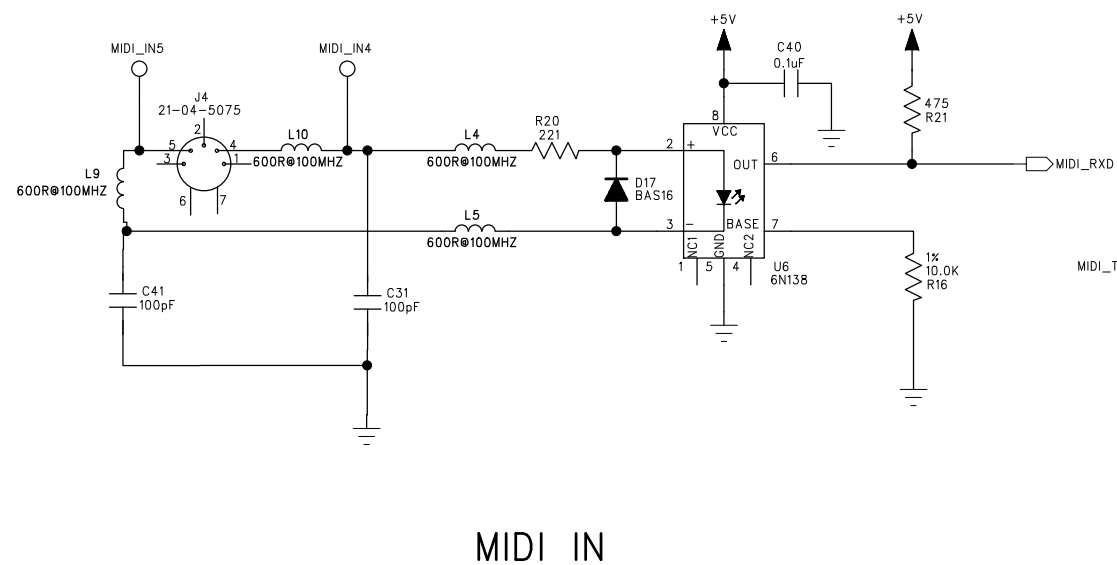 +5V
+5V
MIDI_IN5
MIDI_IN4
C40
0.1uF
J4
21-04-5075
2
5
4
3
1
6
7
L10
600R@100MHZ
L4
600R@100MHZ
R20
221
8
VCC
475
R21
2
+
OUT
6
MIDI_RXD
L9
600R@100MHZ
D17
BAS16
L5
600R@100MHZ
3
-
BASE
7
NC1
GND
NC2
1
5
4
U6
6N138
1%
10.0K
R16
MIDI_T
C41
100pF
C31
100pF
MIDI IN